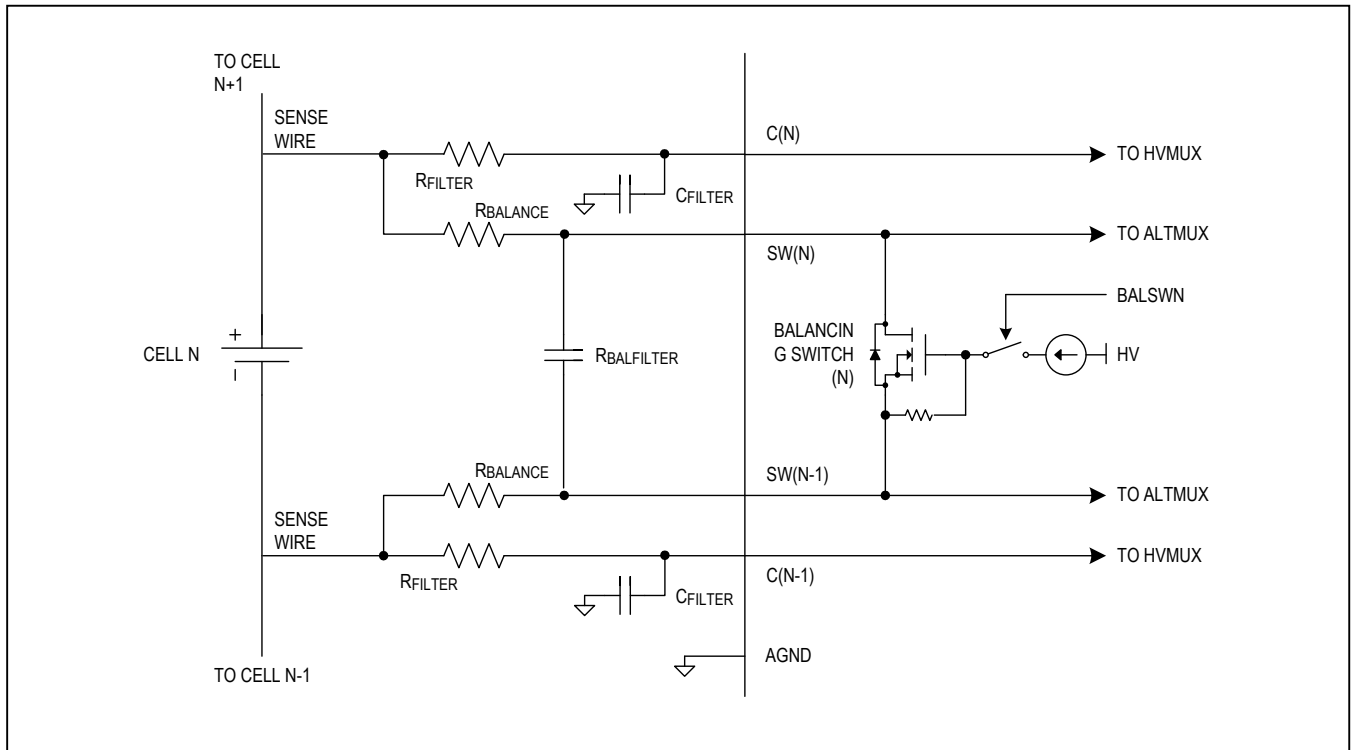 TO CELL
N+1
SENSE
WIRE
C(N)
TO HVMUX
RFILTER
CFILTER
RBALANCE
SW(N)
TO ALTMUX
BALSWN
CELL N
+
–
RBALFILTER
BALANCIN
G SWITCH
(N)
HV
RBALANCE
SW(N-1)
TO ALTMUX
SENSE
WIRE
RFILTER
CFILTER
C(N-1)
TO HVMUX
AGND
TO CELL N-1